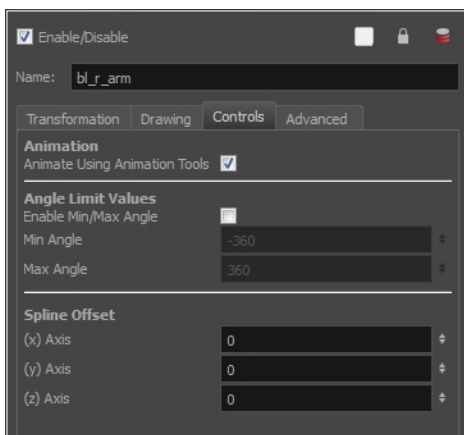 Enable/Disable
Name: bl_r_arm
Transformation Drawing Controls Advanced
Animation
Animate Using Animation Tools
Angle Limit Values
Enable Min/Max Angle
Min Angle -360
Max Angle 360
Spline Offset
(x) Axis 0
(y) Axis 0
(z) Axis 0